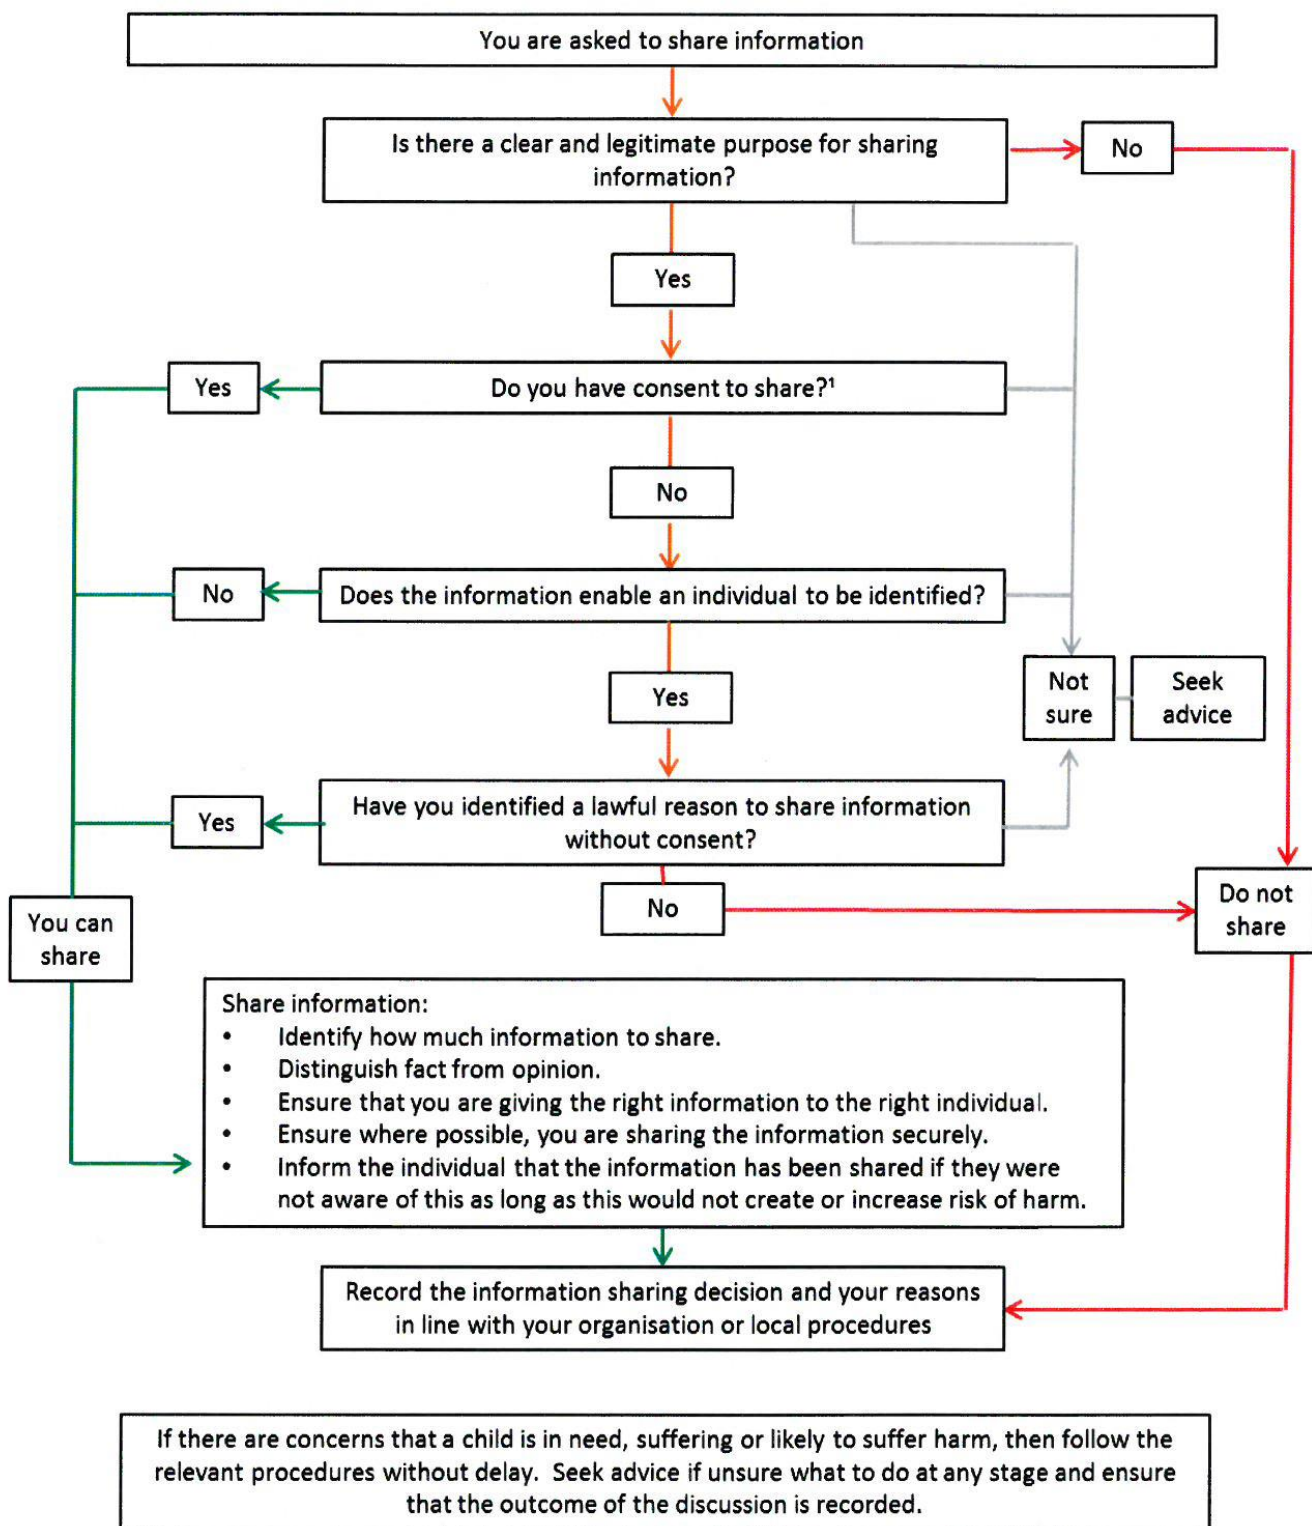 You are asked to share information
Is there a clear and legitimate purpose for sharing
information?
No
Yes
Yes
Do you have consent to share?¹
No
No
Does the information enable an individual to be identified?
Yes
Not
sure
Seek
advice
Yes
Have you identified a lawful reason to share information
without consent?
No
Do not
share
You can
share
Share information:
• Identify how much information to share.
• Distinguish fact from opinion.
• Ensure that you are giving the right information to the right individual.
• Ensure where possible, you are sharing the information securely.
• Inform the individual that the information has been shared if they were
not aware of this as long as this would not create or increase risk of harm.
Record the information sharing decision and your reasons
in line with your organisation or local procedures
If there are concerns that a child is in need, suffering or likely to suffer harm, then follow the
relevant procedures without delay. Seek advice if unsure what to do at any stage and ensure
that the outcome of the discussion is recorded.